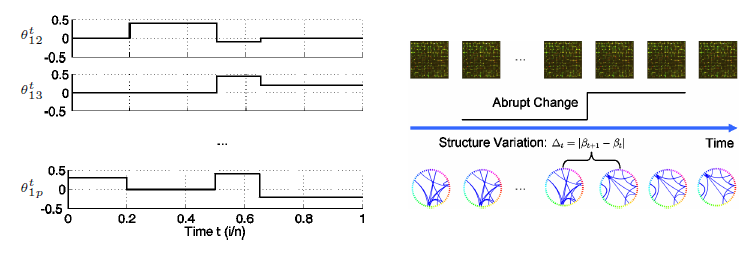 θ^t_12
0.5
0
-0.5
θ^t_13
0.5
0
-0.5
...
θ^t_1p
0.5
0
-0.5
0 0.2 0.4 0.6 0.8 1
Time t (i/n)
...
Abrupt Change
Structure Variation: Δ_t = |β_{t+1} − β_t| Time
...